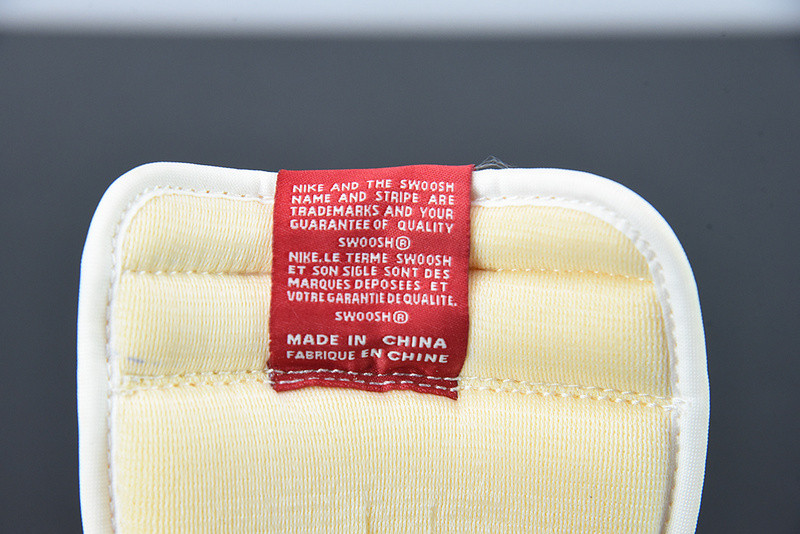 NIKE AND THE SWOOSH
NAME AND STRIPE ARE
TRADEMARKS AND YOUR
GUARANTEE OF QUALITY
SWOOSH®
NIKE,LE TERME SWOOSH
ET SON SIGLE SONT DES
MARQUES DEPOSEES ET
VOTRE GARANTIE DE QUALITE.
SWOOSH®
MADE IN CHINA
FABRIQUE EN CHINE